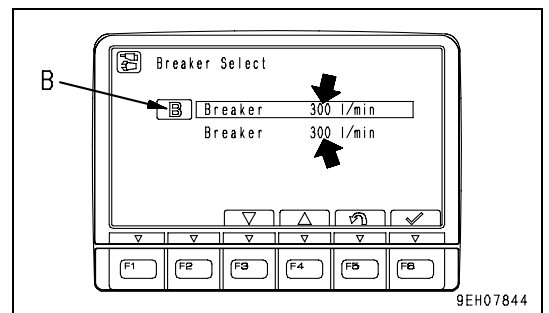 Breaker Select
B
B Breaker 300 l/min
Breaker 300 l/min
F1 F2 F3 F4 F5 F6
9EH07844